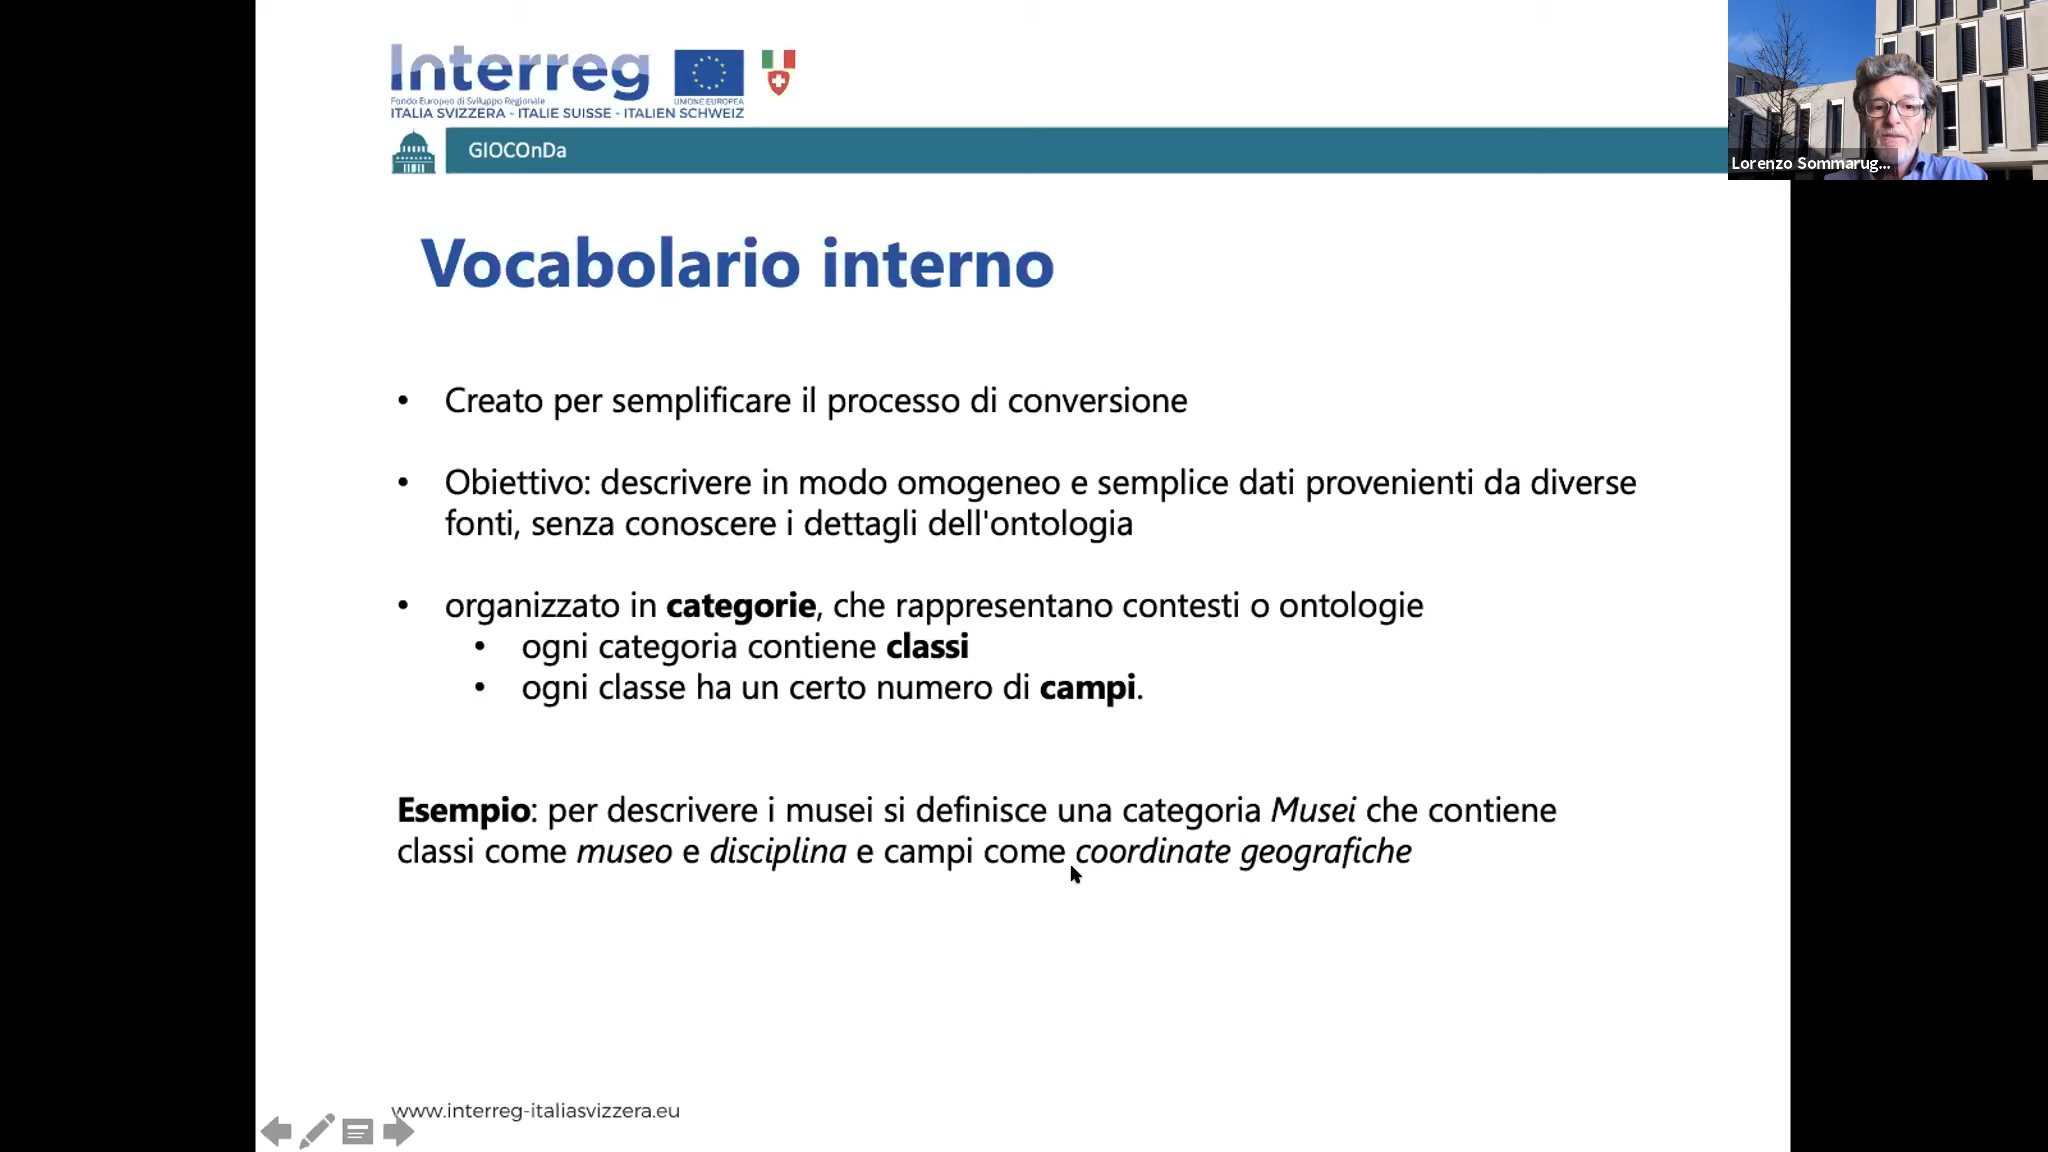 Interreg
Fondo Europeo di Sviluppo Regionale
UNIONE EUROPEA
ITALIA SVIZZERA - ITALIE SUISSE - ITALIEN SCHWEIZ
GIOCOnDa
Lorenzo Sommarug...
Vocabolario interno
• Creato per semplificare il processo di conversione
• Obiettivo: descrivere in modo omogeneo e semplice dati provenienti da diverse
fonti, senza conoscere i dettagli dell'ontologia
• organizzato in categorie, che rappresentano contesti o ontologie
• ogni categoria contiene classi
• ogni classe ha un certo numero di campi.
Esempio: per descrivere i musei si definisce una categoria Musei che contiene
classi come museo e disciplina e campi come coordinate geografiche
www.interreg-italiasvizzera.eu